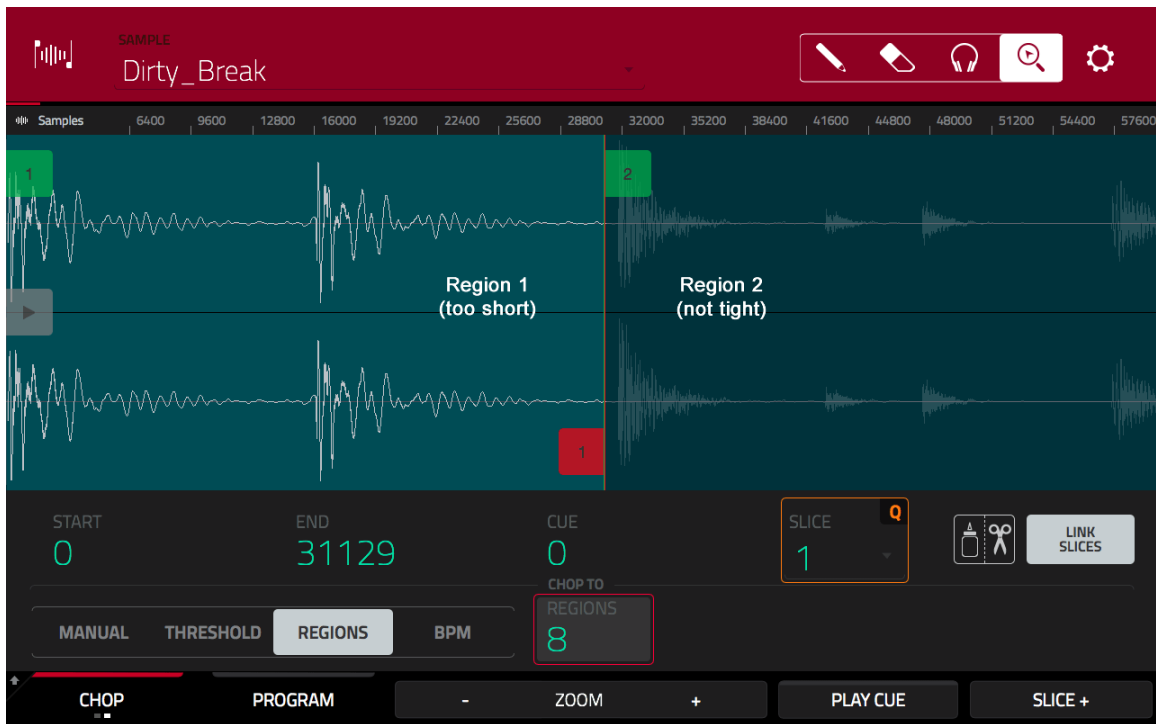 SAMPLE
Dirty_Break
Samples 6400 9600 12800 16000 19200 22400 25600 28800 32000 35200 38400 41600 44800 48000 51200 54400 57600
1
2
Region 1
(too short)
Region 2
(not tight)
1
START END CUE SLICE Q
0 31129 0 1
LINK
SLICES
CHOP TO
REGIONS
MANUAL THRESHOLD REGIONS BPM 8
CHOP PROGRAM - ZOOM + PLAY CUE SLICE +